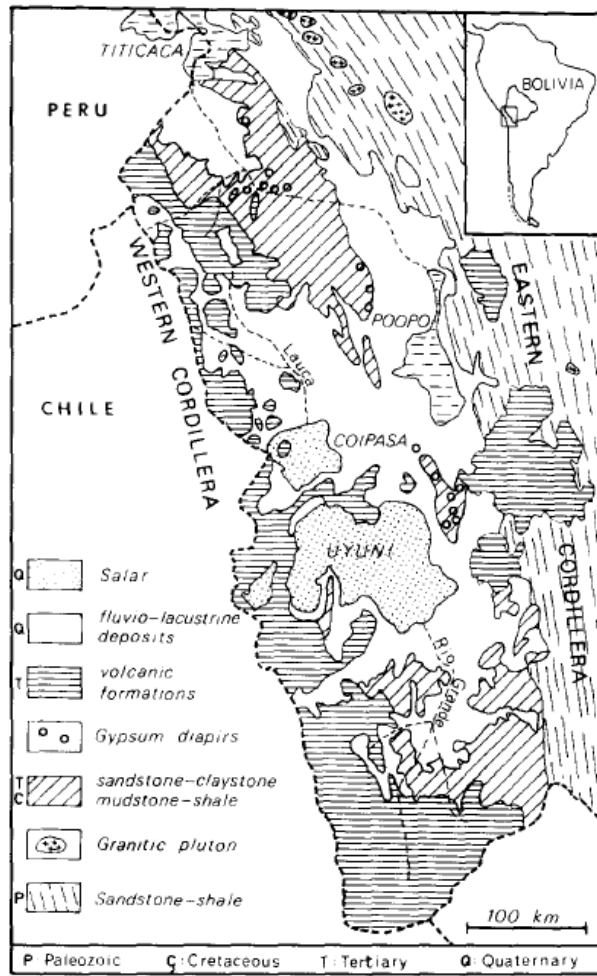 TITICACA
PERU
BOLIVIA
WESTERN CORDILLERA
EASTERN
CORDILLERA
POOPO
Lauca
CHILE
COIPASA
UYUNI
Rio Grande
Q Salar
Q fluvio-lacustrine
deposits
T volcanic
formations
Gypsum diapirs
T
C
sandstone-claystone
mudstone-shale
Granitic pluton
P Sandstone-shale
100 km
P Paleozoic C: Cretaceous T: Tertiary Q: Quaternary